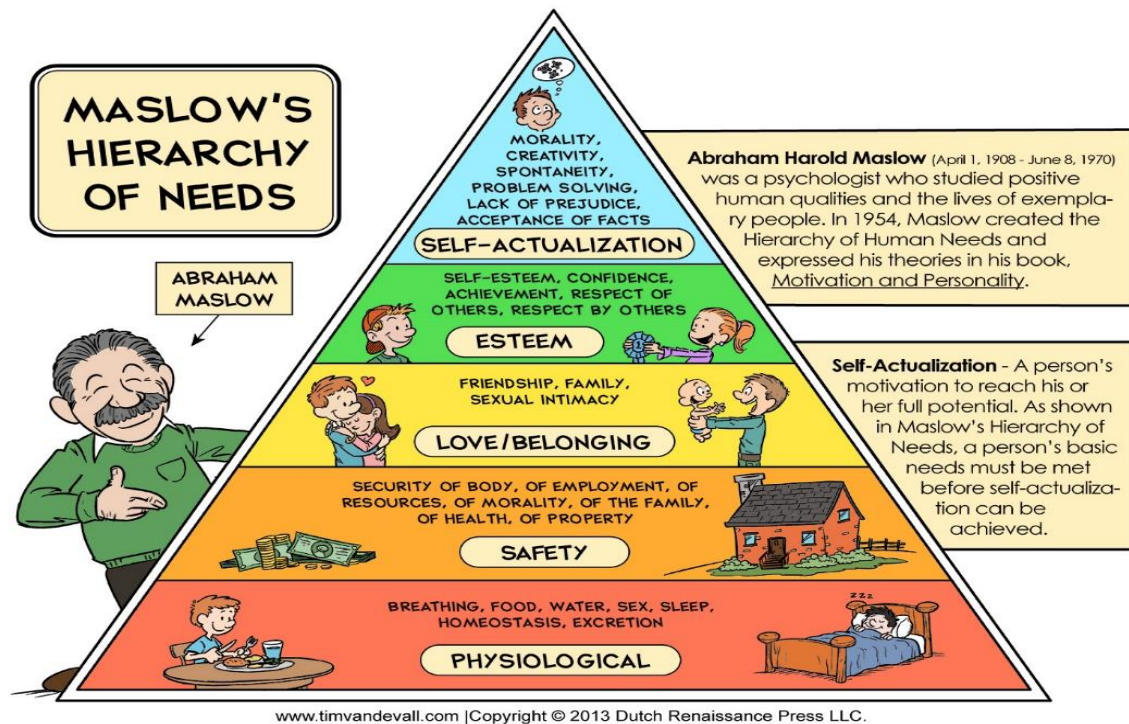 MASLOW'S
HIERARCHY
OF NEEDS
ABRAHAM
MASLOW
MORALITY,
CREATIVITY,
SPONTANEITY,
PROBLEM SOLVING,
LACK OF PREJUDICE,
ACCEPTANCE OF FACTS
SELF-ACTUALIZATION
SELF-ESTEEM, CONFIDENCE,
ACHIEVEMENT, RESPECT OF
OTHERS, RESPECT BY OTHERS
1
ESTEEM
FRIENDSHIP, FAMILY,
SEXUAL INTIMACY
LOVE/BELONGING
SECURITY OF BODY, OF EMPLOYMENT, OF
RESOURCES, OF MORALITY, OF THE FAMILY,
OF HEALTH, OF PROPERTY
SAFETY
BREATHING, FOOD, WATER, SEX, SLEEP,
HOMEOSTASIS, EXCRETION
zzz
PHYSIOLOGICAL
Abraham Harold Maslow (April 1, 1908 - June 8, 1970)
was a psychologist who studied positive
human qualities and the lives of exempla-
ry people. In 1954, Maslow created the
Hierarchy of Human Needs and
expressed his theories in his book,
Motivation and Personality.
Self-Actualization - A person's
motivation to reach his or
her full potential. As shown
in Maslow's Hierarchy of
Needs, a person's basic
needs must be met
before self-actualiza-
tion can be
achieved.
www.timvandevall.com |Copyright © 2013 Dutch Renaissance Press LLC.